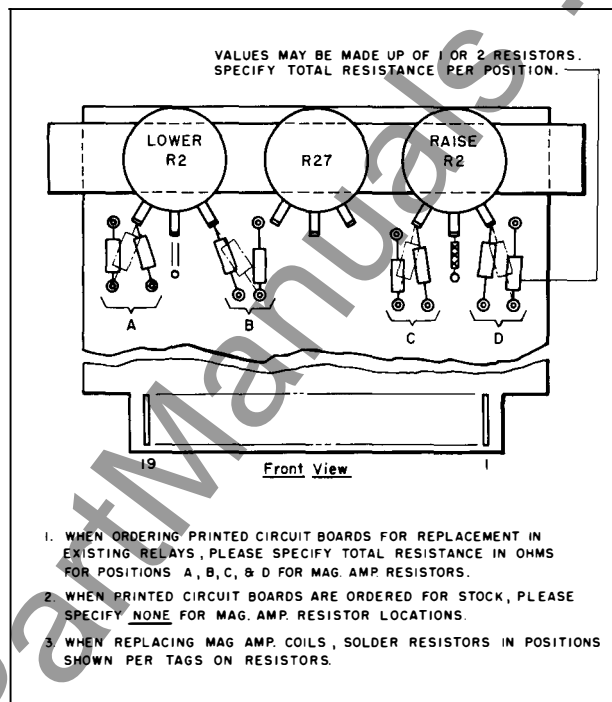 VALUES MAY BE MADE UP OF 1 OR 2 RESISTORS.
SPECIFY TOTAL RESISTANCE PER POSITION.
LOWER
R2
R27
RAISE
R2
A
B
C
D
19
1
Front View
1. WHEN ORDERING PRINTED CIRCUIT BOARDS FOR REPLACEMENT IN
EXISTING RELAYS, PLEASE SPECIFY TOTAL RESISTANCE IN OHMS
FOR POSITIONS A, B, C, & D FOR MAG. AMP. RESISTORS.
2. WHEN PRINTED CIRCUIT BOARDS ARE ORDERED FOR STOCK, PLEASE
SPECIFY NONE FOR MAG. AMP. RESISTOR LOCATIONS.
3. WHEN REPLACING MAG AMP. COILS, SOLDER RESISTORS IN POSITIONS
SHOWN PER TAGS ON RESISTORS.
PartManuals